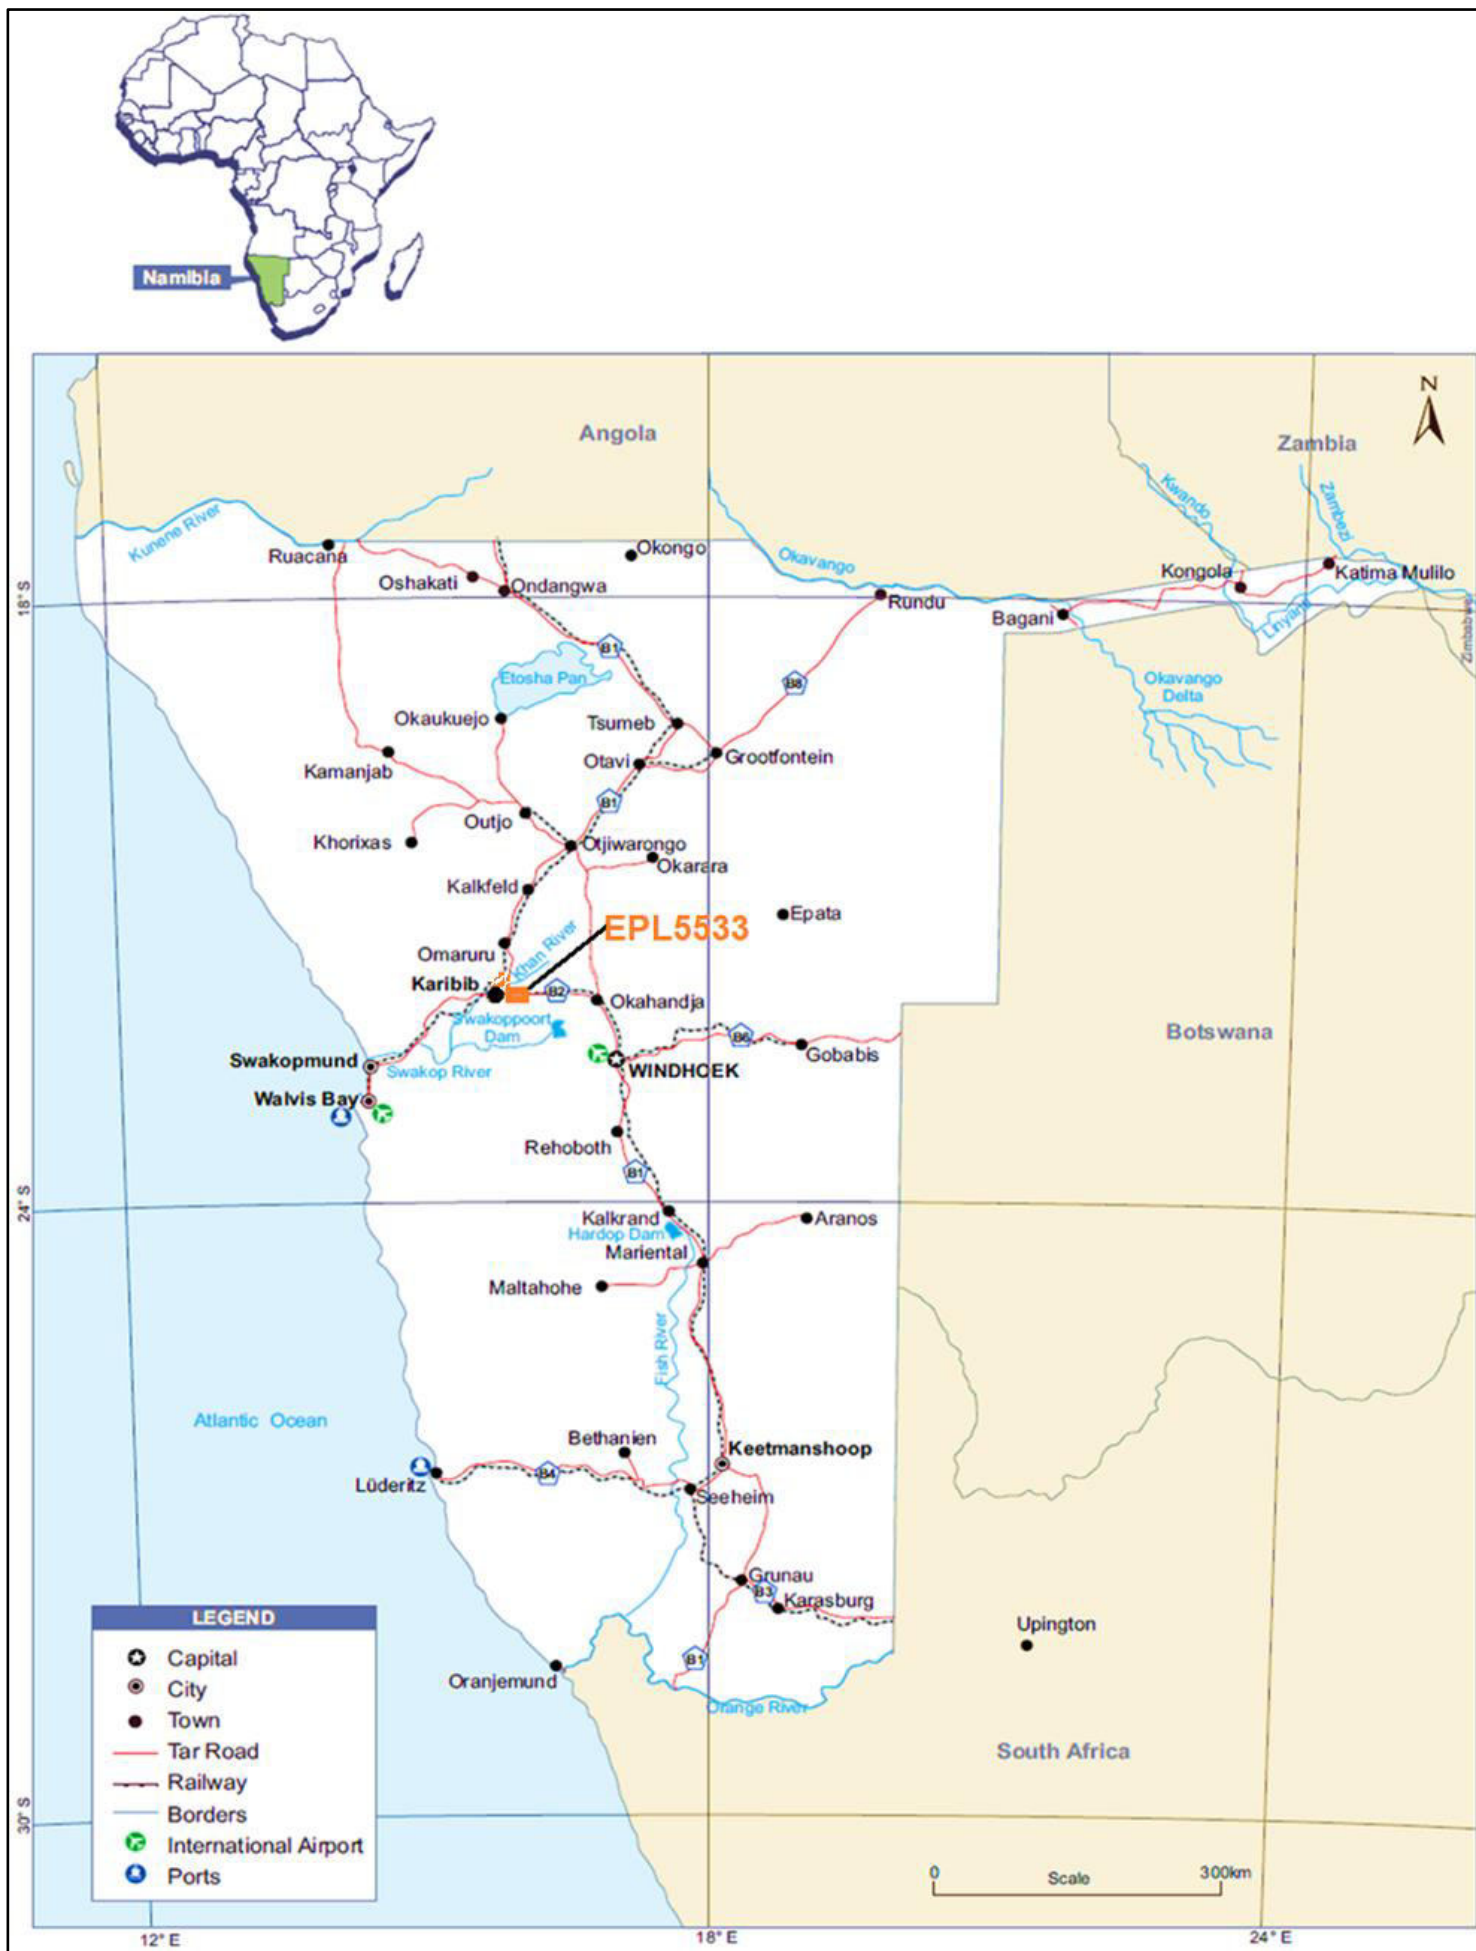 Namibia
N
Angola
Zambia
Kwando
Zambezi
Kunene River
Ruacana
Okongo
Okavango
Oshakati
Ondangwa
Kongola
Katima Mulilo
18° S
Rundu
Bagani
Linyanti
Zimbabwe
B1
Etosha Pan
B8
Okavango
Delta
Okaukuejo
Tsumeb
Kamanjab
Otavi
Grootfontein
B1
Outjo
Khorixas
Otjiwarongo
Okarara
Kalkfeld
Epata
EPL5533
Omaruru
Khan River
Karibib
B2
Okahandja
Swakoppoort
Dam
Botswana
B6
Gobabis
Swakopmund
Swakop River
WINDHOEK
Walvis Bay
Rehoboth
B1
24° S
Kalkrand
Aranos
Hardop Dam
Mariental
Maltahohe
Fish River
Atlantic Ocean
Bethanien
Keetmanshoop
Lüderitz
B4
Seeheim
Grunau
B3
Karasburg
Upington
B1
Oranjemund
Orange River
South Africa
LEGEND
Capital
City
Town
Tar Road
Railway
Borders
International Airport
Ports
30° S
0
Scale
300km
12° E
18° E
24° E